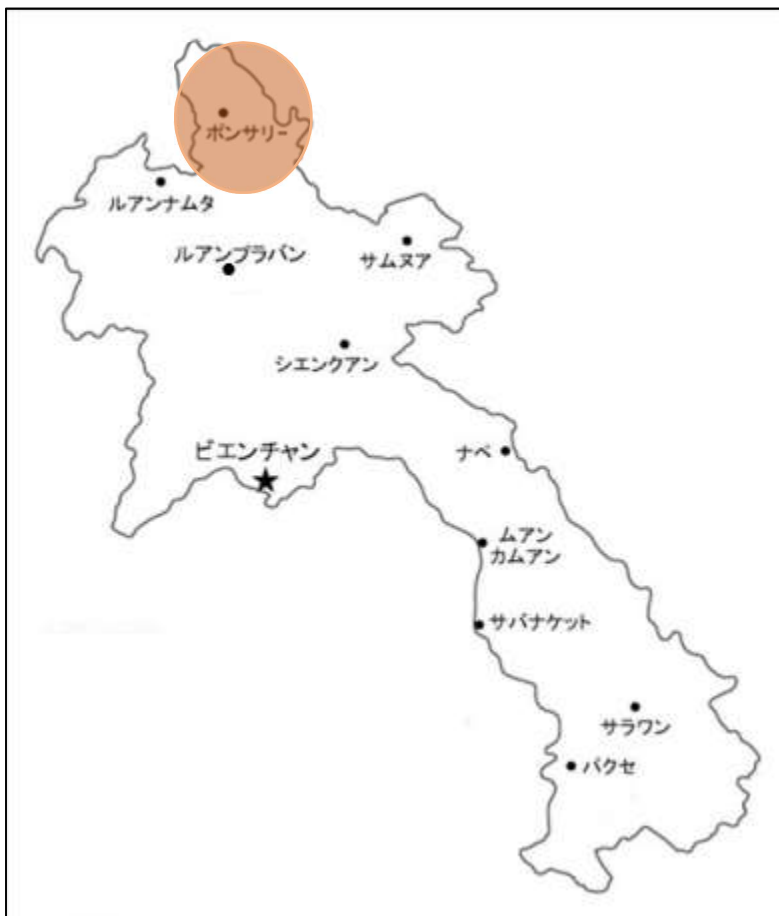 ポンサリー
ルアンナムタ
ルアンプラバン
サムヌア
シエンクアン
ビエンチャン
ナペ
ムアン
カムアン
サバナケット
サラワン
パクセ